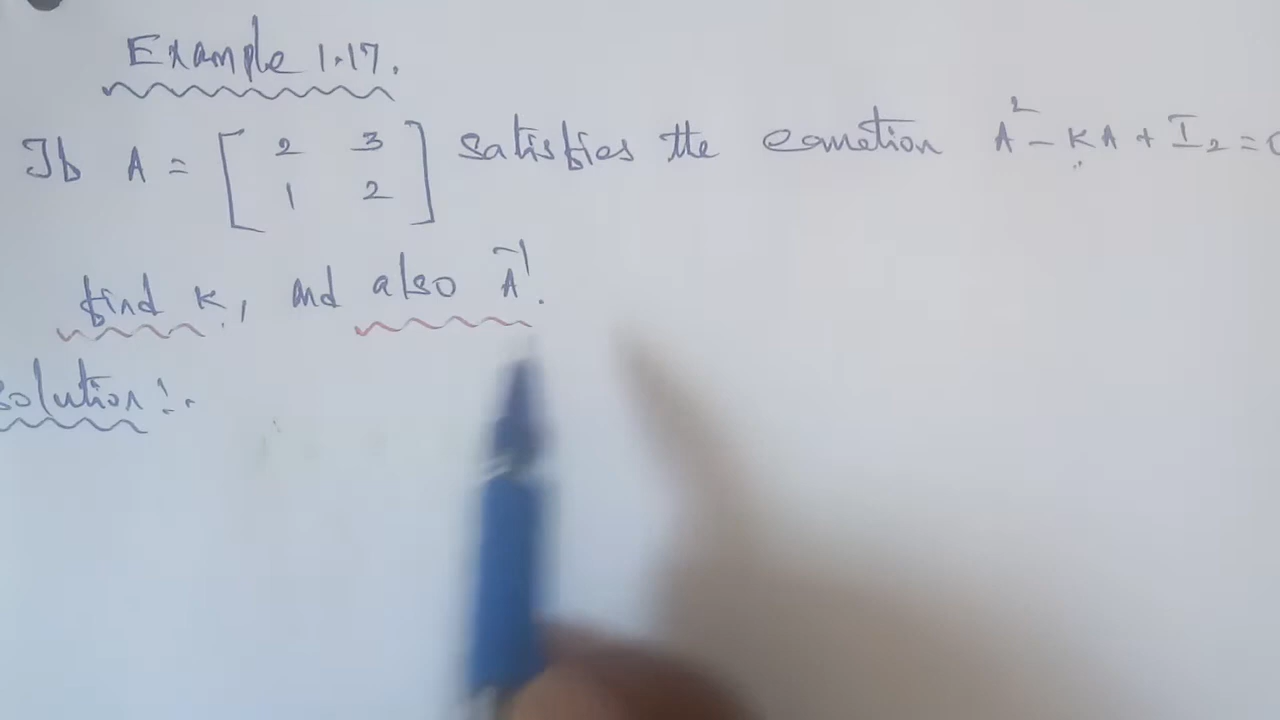 Example 1.17.
If A = [ 2 3 ] satisfies the equation A² - KA + I₂ = 0
[ 1 2 ]
find K, and also A⁻¹.
Solution:-